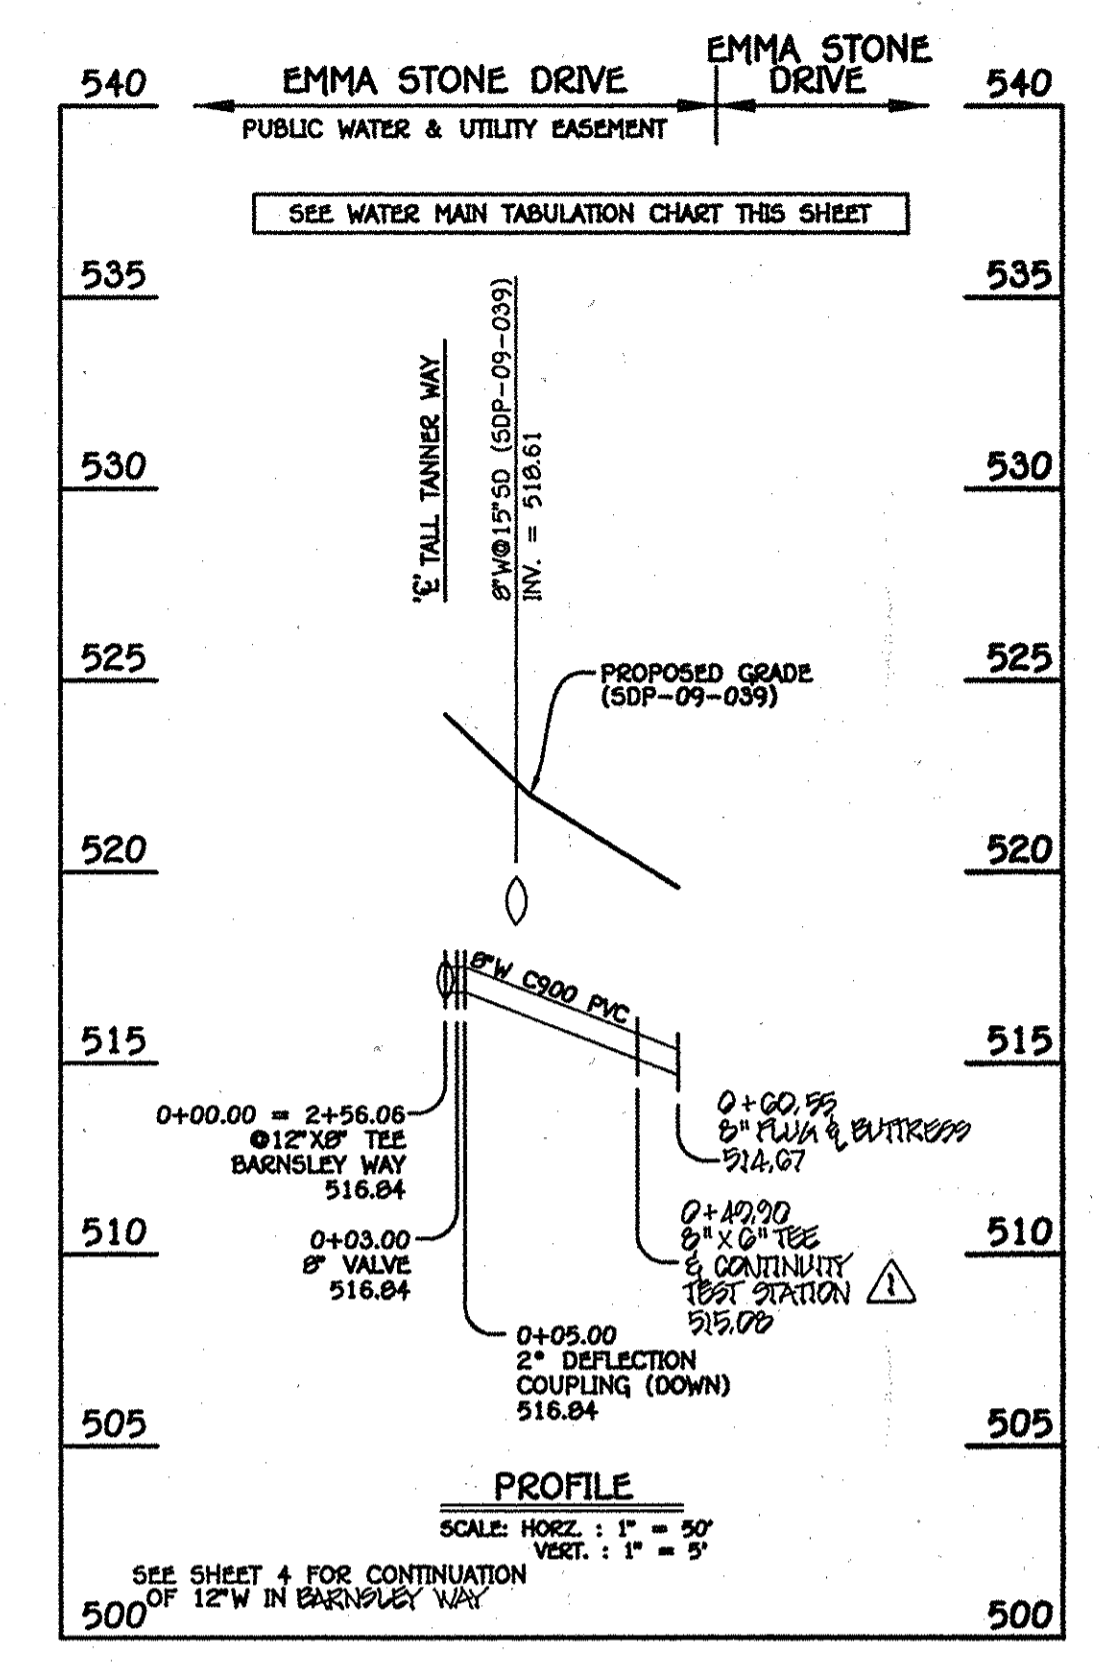 EMMA STONE DRIVE
EMMA STONE
DRIVE
PUBLIC WATER & UTILITY EASEMENT
540
540
SEE WATER MAIN TABULATION CHART THIS SHEET
535
535
"℄" TALL TANNER WAY
8"W@15"SD (SDP-09-039)
INV. = 518.61
530
530
525
525
PROPOSED GRADE
(SDP-09-039)
520
520
8"W C900 PVC
515
515
0+00.00 = 2+56.06
@12"X8" TEE
BARNSLEY WAY
516.84
0+60.55
8" PLUG & BUTTRESS
514.67
510
510
0+03.00
8" VALVE
516.84
0+49.90
8" X 6" TEE
& CONTINUITY
TEST STATION
1
515.08
0+05.00
2° DEFLECTION
COUPLING (DOWN)
516.84
505
505
PROFILE
SCALE: HORZ. : 1" = 50'
VERT. : 1" = 5'
SEE SHEET 4 FOR CONTINUATION
OF 12"W IN BARNSLEY WAY
500
500